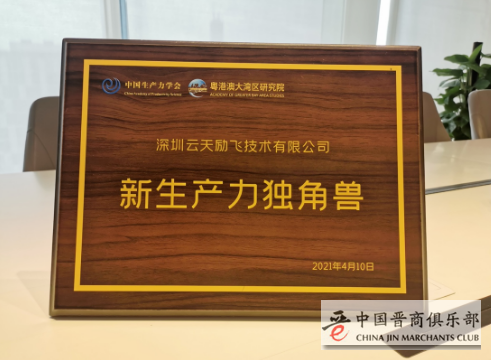 中国生产力学会 粤港澳大湾区研究院
深圳云天励飞技术有限公司
新生产力独角兽
2021年4月10日
晋 中国晋商俱乐部
CHINA JIN MARCHANTS CLUB